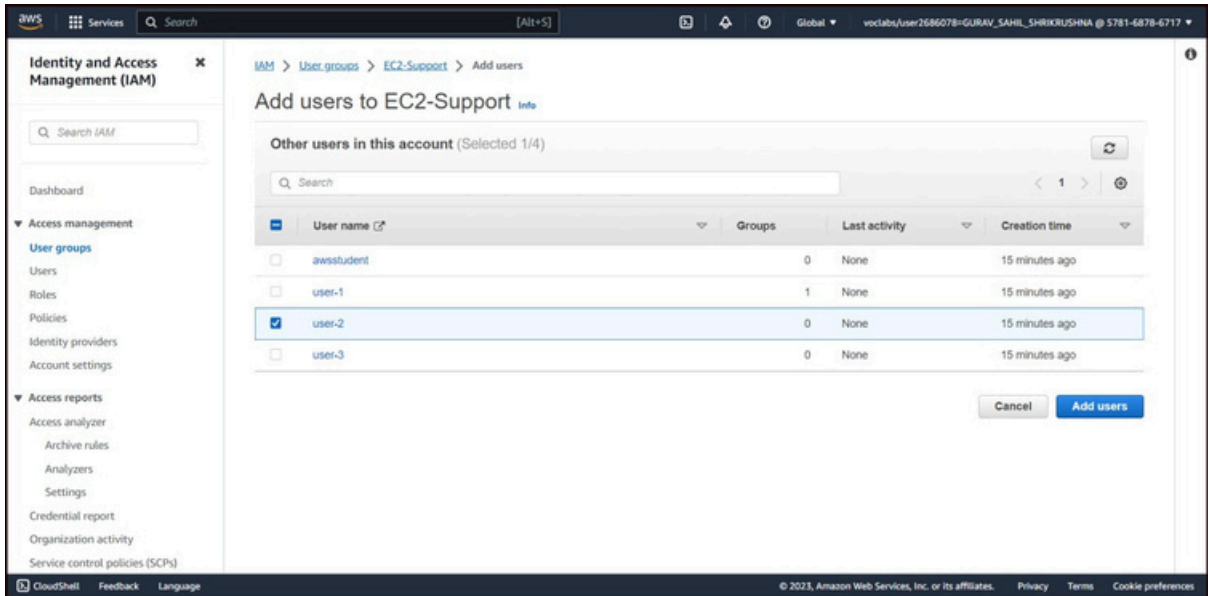 aws Services Search [Alt+S] Global voclabs/user2686078=GURAV_SAHIL_SHRIKRUSHNA @ 5781-6878-6717
Identity and Access
Management (IAM)
Search IAM
Dashboard
Access management
User groups
Users
Roles
Policies
Identity providers
Account settings
Access reports
Access analyzer
Archive rules
Analyzers
Settings
Credential report
Organization activity
Service control policies (SCPs)
IAM > User groups > EC2-Support > Add users
Add users to EC2-Support Info
Other users in this account (Selected 1/4)
Search
< 1 >
User name Groups Last activity Creation time
awsstudent 0 None 15 minutes ago
user-1 1 None 15 minutes ago
user-2 0 None 15 minutes ago
user-3 0 None 15 minutes ago
Cancel Add users
CloudShell Feedback Language © 2023, Amazon Web Services, Inc. or its affiliates. Privacy Terms Cookie preferences